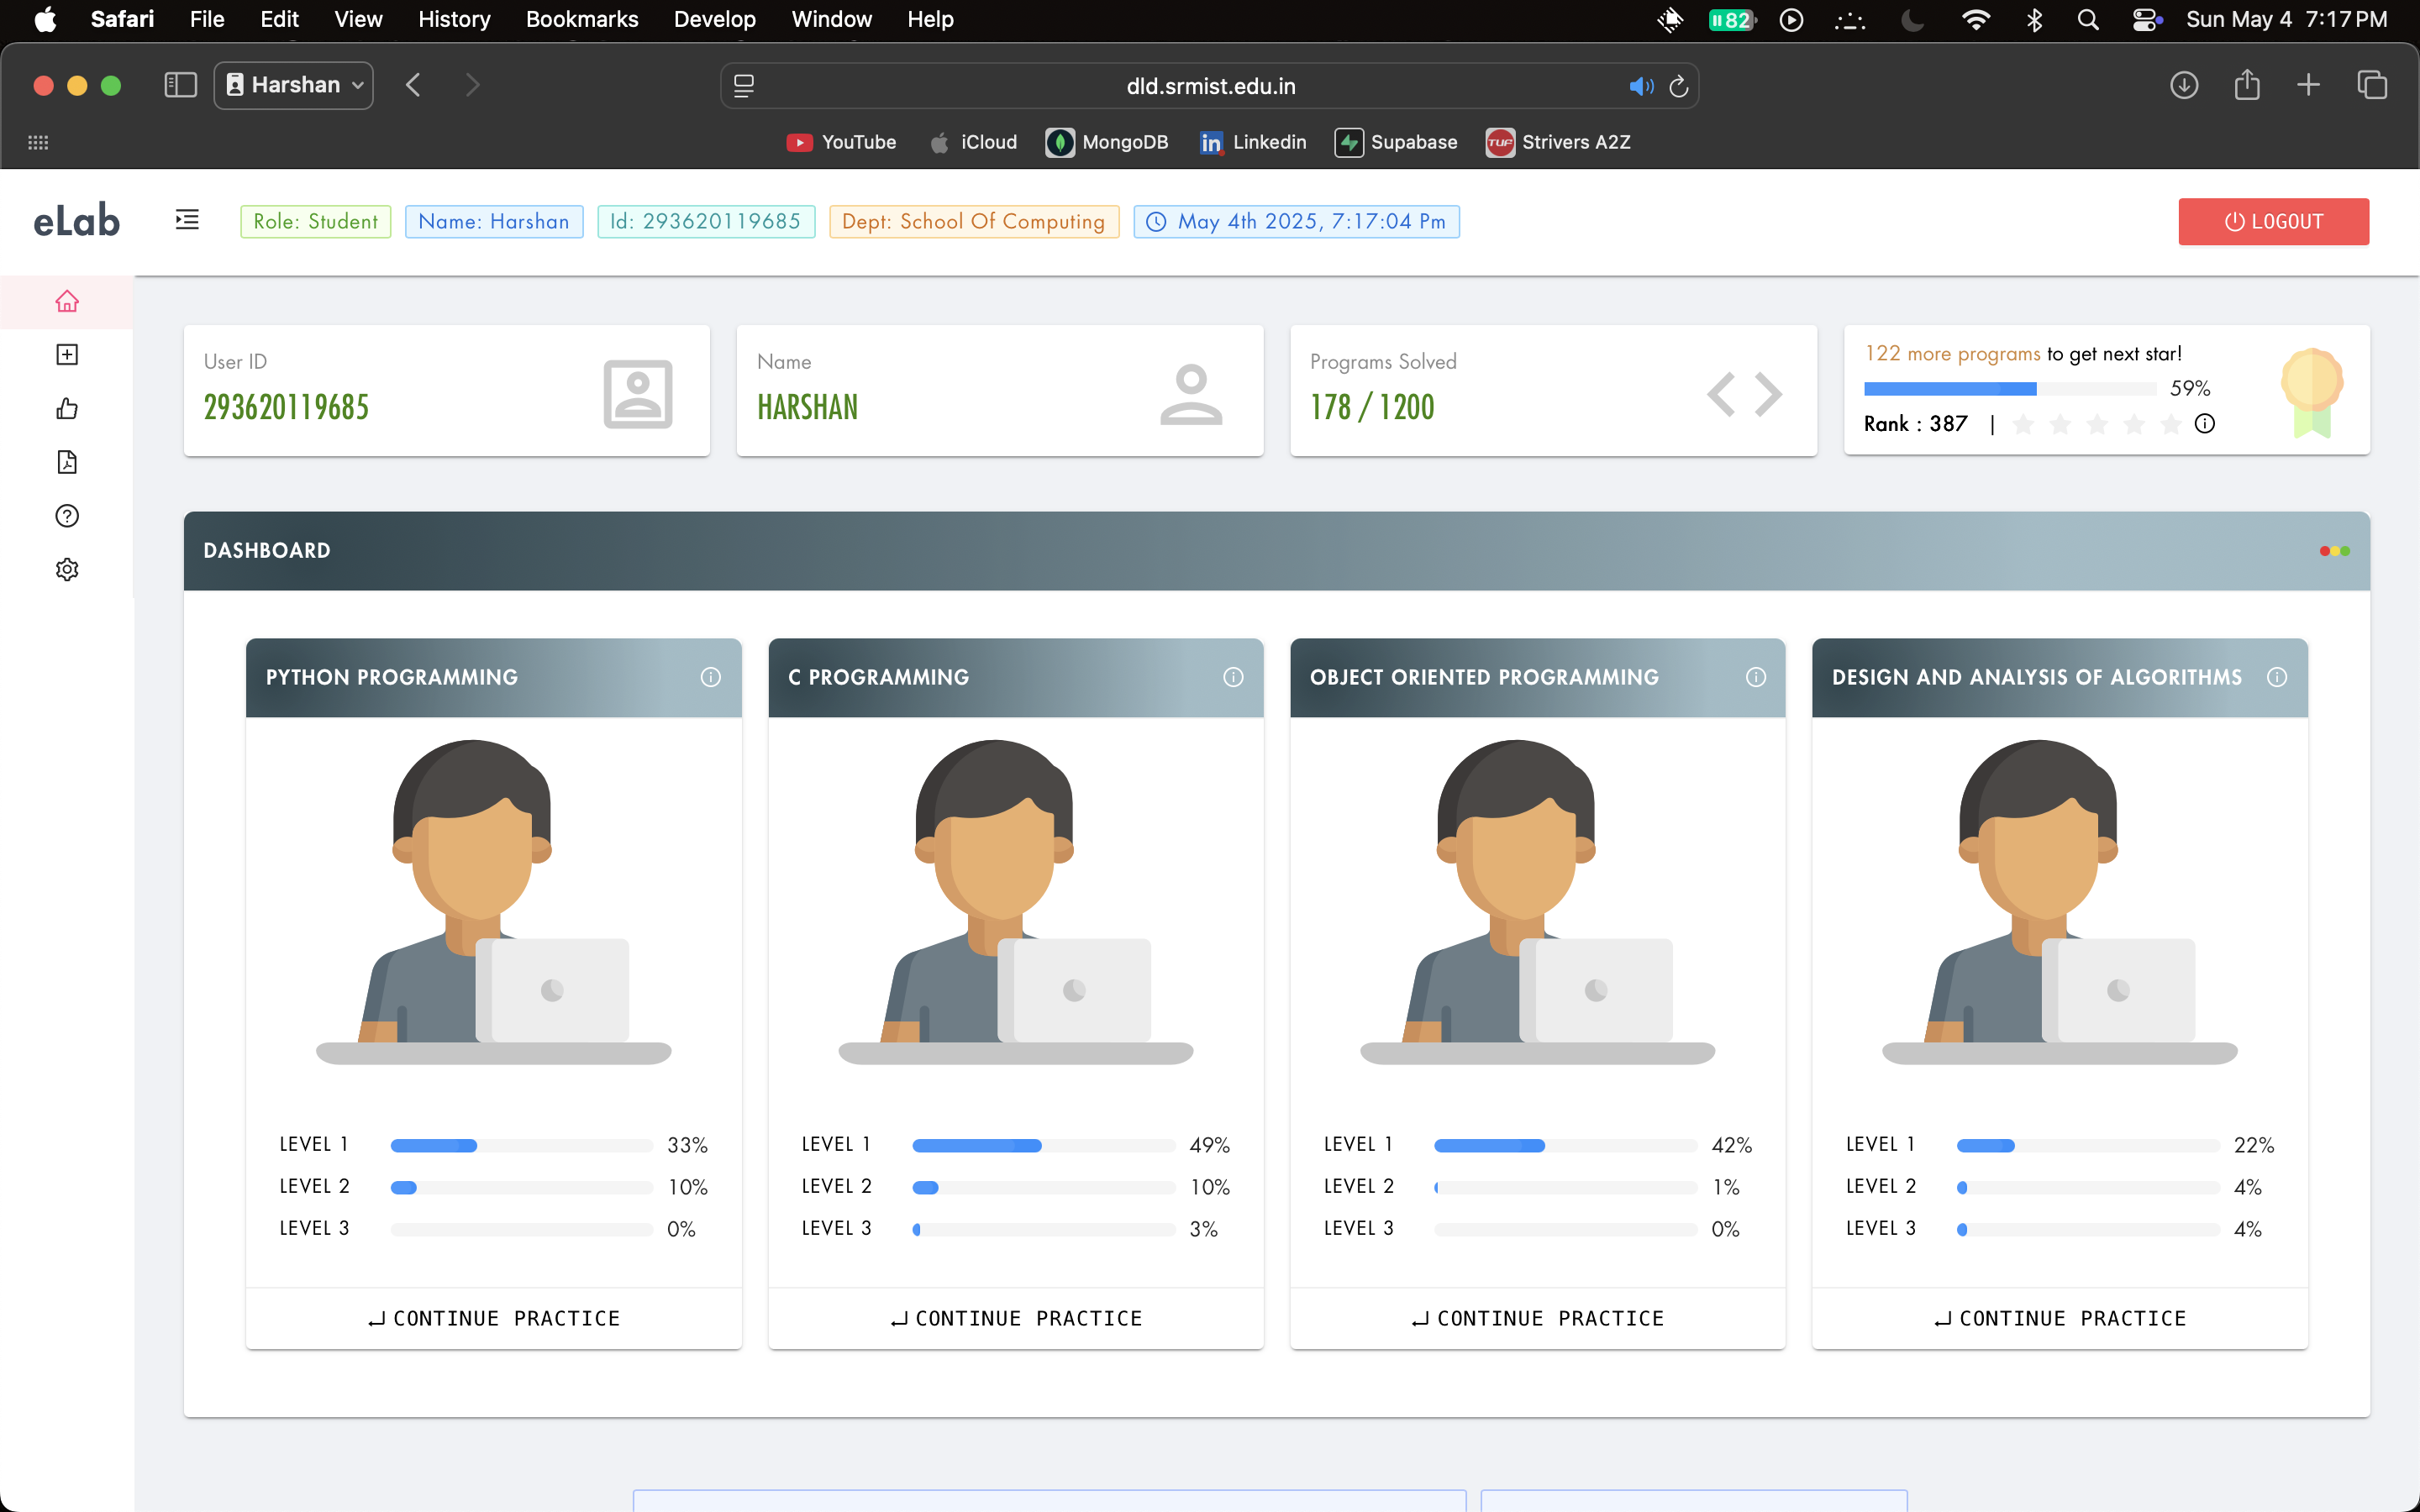 Safari File Edit View History Bookmarks Develop Window Help 82 Sun May 4 7:17 PM
Harshan dld.srmist.edu.in
YouTube iCloud MongoDB in Linkedin Supabase TUF Strivers A2Z
eLab Role: Student Name: Harshan Id: 293620119685 Dept: School Of Computing May 4th 2025, 7:17:04 Pm LOGOUT
User ID
293620119685
Name
HARSHAN
Programs Solved
178 / 1200
122 more programs to get next star!
59%
Rank : 387 |
DASHBOARD
PYTHON PROGRAMMING
LEVEL 1 33%
LEVEL 2 10%
LEVEL 3 0%
CONTINUE PRACTICE
C PROGRAMMING
LEVEL 1 49%
LEVEL 2 10%
LEVEL 3 3%
CONTINUE PRACTICE
OBJECT ORIENTED PROGRAMMING
LEVEL 1 42%
LEVEL 2 1%
LEVEL 3 0%
CONTINUE PRACTICE
DESIGN AND ANALYSIS OF ALGORITHMS
LEVEL 1 22%
LEVEL 2 4%
LEVEL 3 4%
CONTINUE PRACTICE